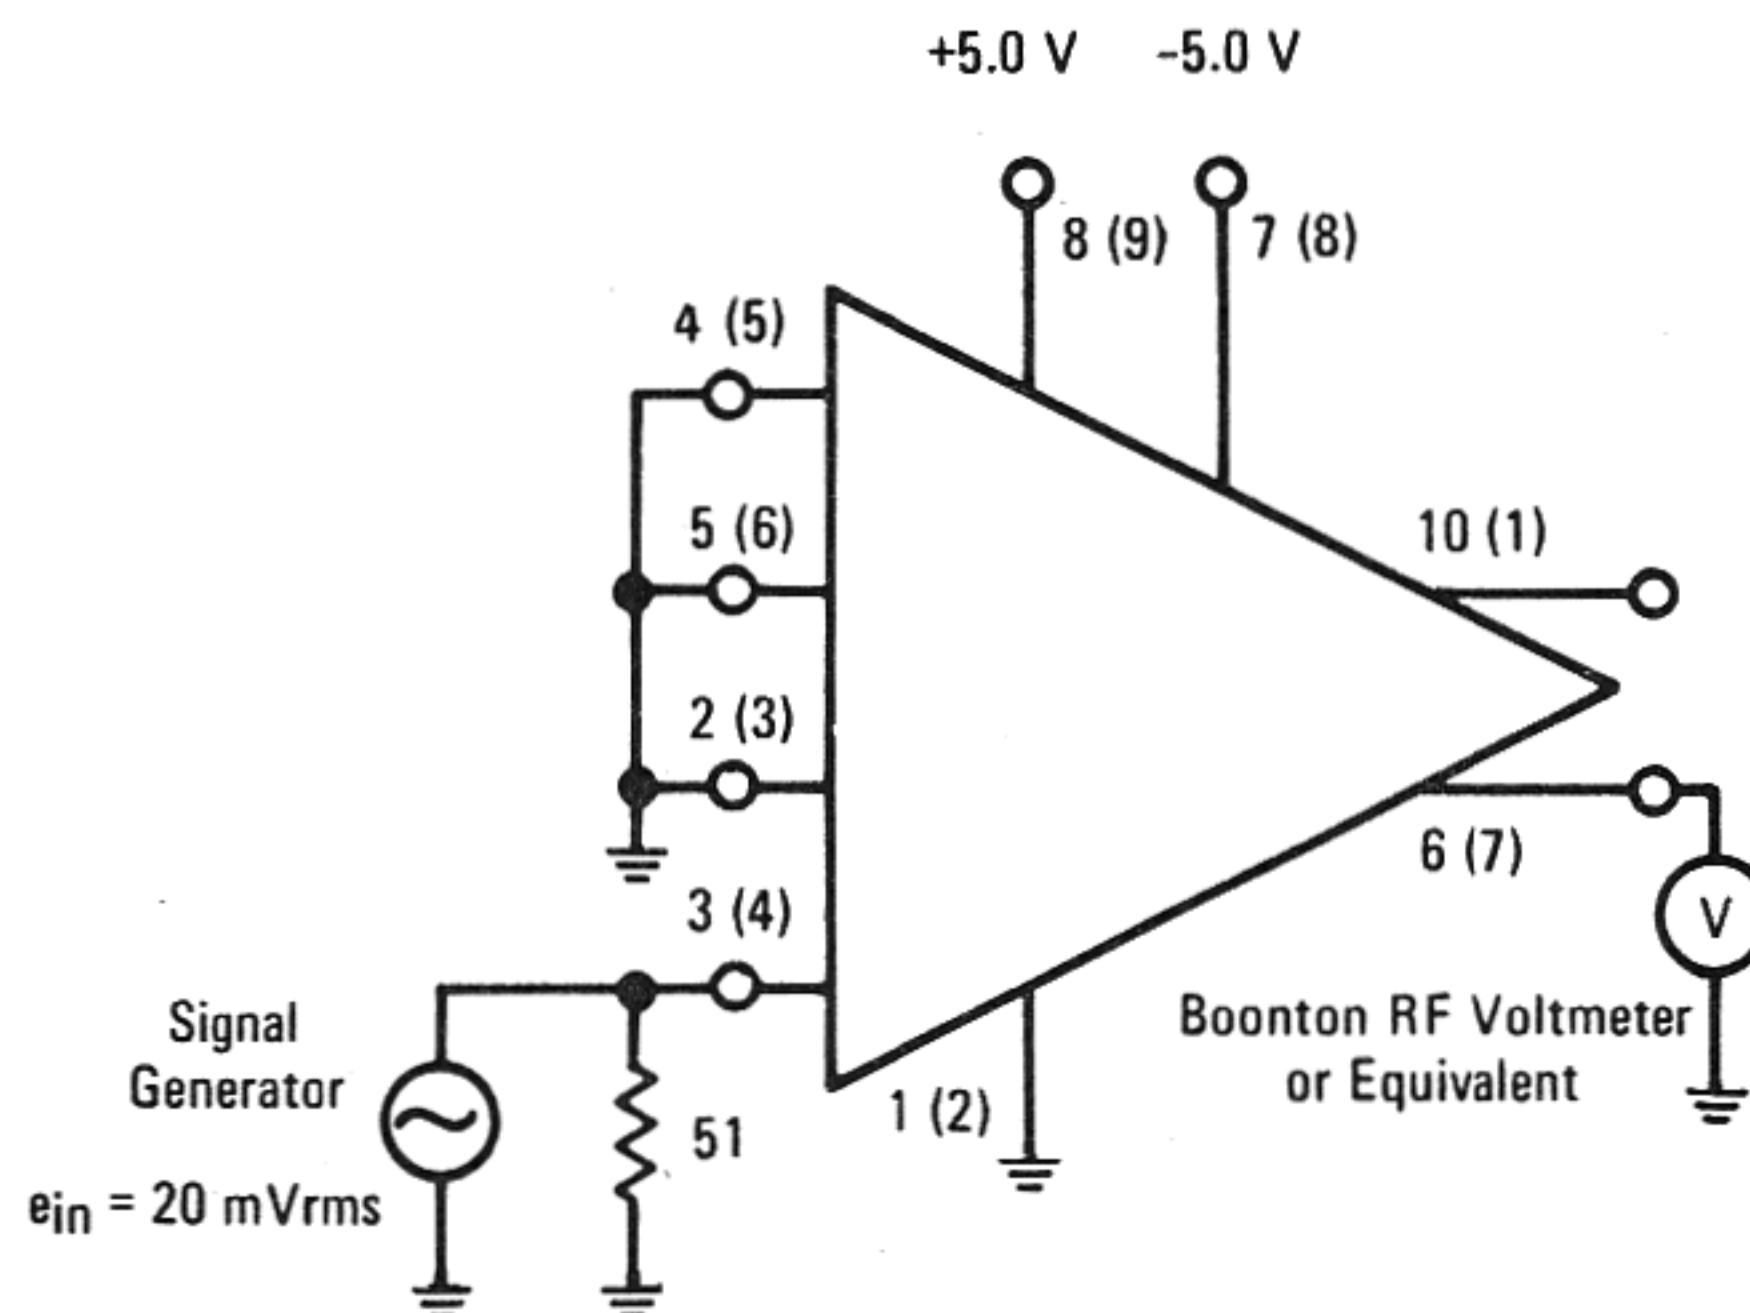 +5.0 V
-5.0 V
8 (9)
7 (8)
4 (5)
5 (6)
10 (1)
2 (3)
6 (7)
3 (4)
V
Signal
Generator
Boonton RF Voltmeter
or Equivalent
1 (2)
51
ein = 20 mVrms